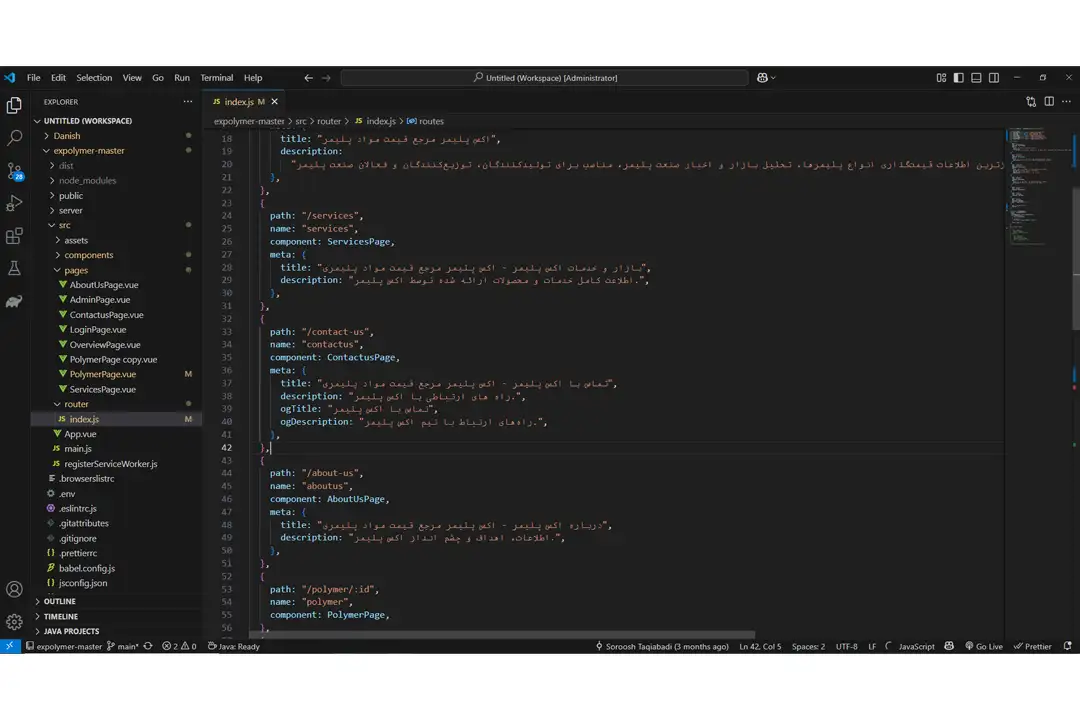 File Edit Selection View Go Run Terminal Help
Untitled (Workspace) [Administrator]
EXPLORER
UNTITLED (WORKSPACE)
Danish
expolymer-master
dist
node_modules
public
server
src
assets
components
pages
AboutUsPage.vue
AdminPage.vue
ContactusPage.vue
LoginPage.vue
OverviewPage.vue
PolymerPage copy.vue
PolymerPage.vue M
ServicesPage.vue
router
JS index.js M
App.vue
JS main.js
JS registerServiceWorker.js
.browserslistrc
.env
.eslintrc.js
.gitattributes
.gitignore
{} .prettierrc
babel.config.js
{} jsconfig.json
OUTLINE
TIMELINE
JAVA PROJECTS
28
JS index.js M
expolymer-master > src > router > JS index.js > routes
18 title: "اکس پلیمر مرجع قیمت مواد پلیمر",
19 description:
20 "زترین اطلاعات قیمت‌گذاری انواع پلیمرها، تحلیل بازار و اخبار صنعت پلیمر، مناسب برای تولیدکنندگان، توزیع‌کنندگان و فعالان صنعت پلیمر
21 },
22 },
23 {
24 path: "/services",
25 name: "services",
26 component: ServicesPage,
27 meta: {
28 title: "بازار و خدمات اکس پلیمر - اکس پلیمر مرجع قیمت مواد پلیمری",
29 description: "اطلاعت کامل خدمات و محصولات ارائه شده توسط اکس پلیمر.",
30 },
31 },
32 {
33 path: "/contact-us",
34 name: "contactus",
35 component: ContactusPage,
36 meta: {
37 title: "تماس با اکس پلیمر - اکس پلیمر مرجع قیمت مواد پلیمری",
38 description: "راه های ارتباطی با اکس پلیمر.",
39 ogTitle: "تماس با اکس پلیمر",
40 ogDescription: "راه‌های ارتباط با تیم اکس پلیمر.",
41 },
42 },
43 {
44 path: "/about-us",
45 name: "aboutus",
46 component: AboutUsPage,
47 meta: {
48 title: "درباره اکس پلیمر - اکس پلیمر مرجع قیمت مواد پلیمری",
49 description: "اطلاعات، اهداف و چشم انداز اکس پلیمر.",
50 },
51 },
52 {
53 path: "/polymer/:id",
54 name: "polymer",
55 component: PolymerPage,
56 },
expolymer-master main* 2 0 Java: Ready Soroosh Taqiabadi (3 months ago) Ln 42, Col 5 Spaces: 2 UTF-8 LF JavaScript Go Live Prettier